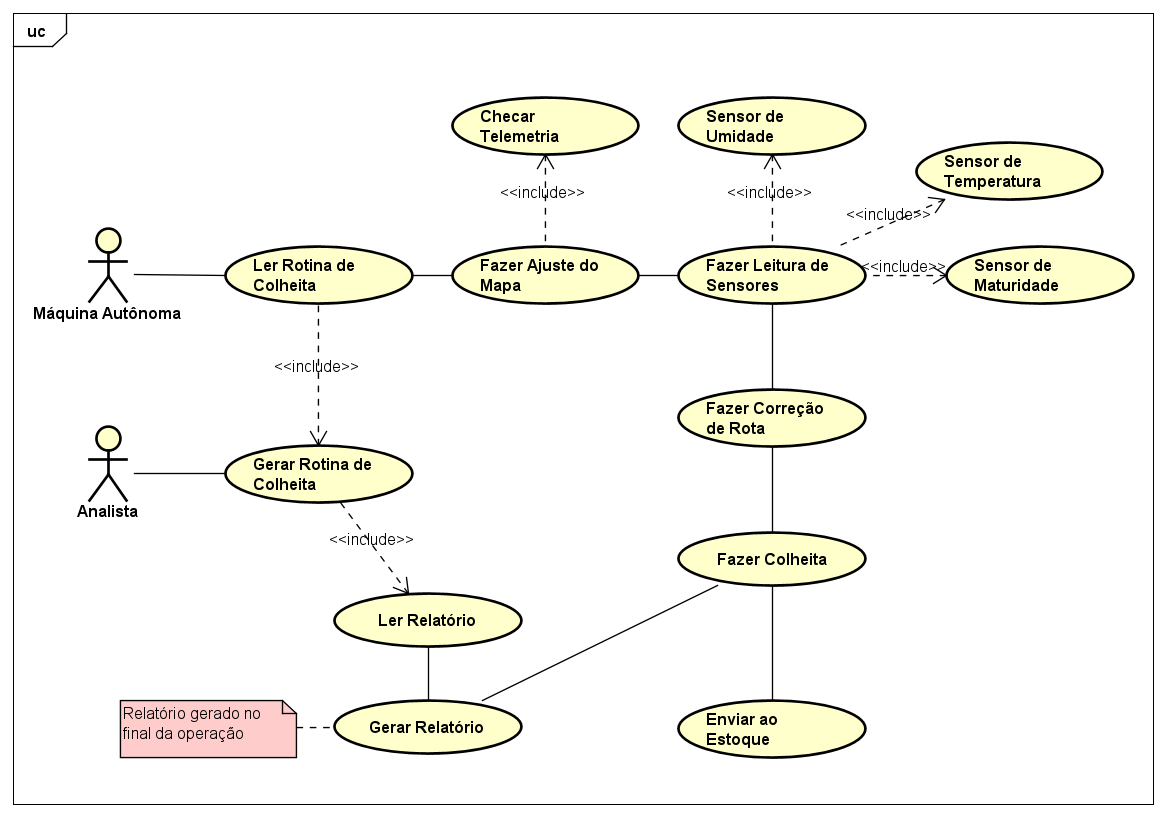 uc
Checar
Telemetria
Sensor de
Umidade
Sensor de
Temperatura
<<include>>
<<include>>
<<include>>
Máquina Autônoma
Ler Rotina de
Colheita
Fazer Ajuste do
Mapa
Fazer Leitura de
Sensores
<<include>>
Sensor de
Maturidade
<<include>>
Fazer Correção
de Rota
Analista
Gerar Rotina de
Colheita
<<include>>
Fazer Colheita
Ler Relatório
Relatório gerado no
final da operação
Gerar Relatório
Enviar ao
Estoque